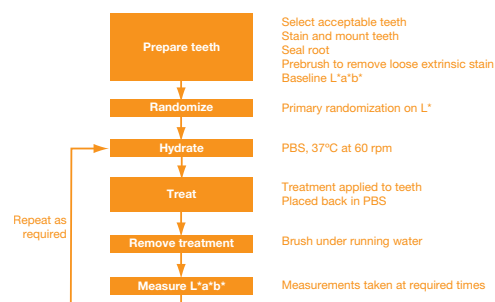 Prepare teeth
Select acceptable teeth
Stain and mount teeth
Seal root
Prebrush to remove loose extrinsic stain
Baseline L*a*b*
Randomize
Primary randomization on L*
Hydrate
PBS, 37ºC at 60 rpm
Treat
Treatment applied to teeth
Placed back in PBS
Repeat as
required
Remove treatment
Brush under running water
Measure L*a*b*
Measurements taken at required times